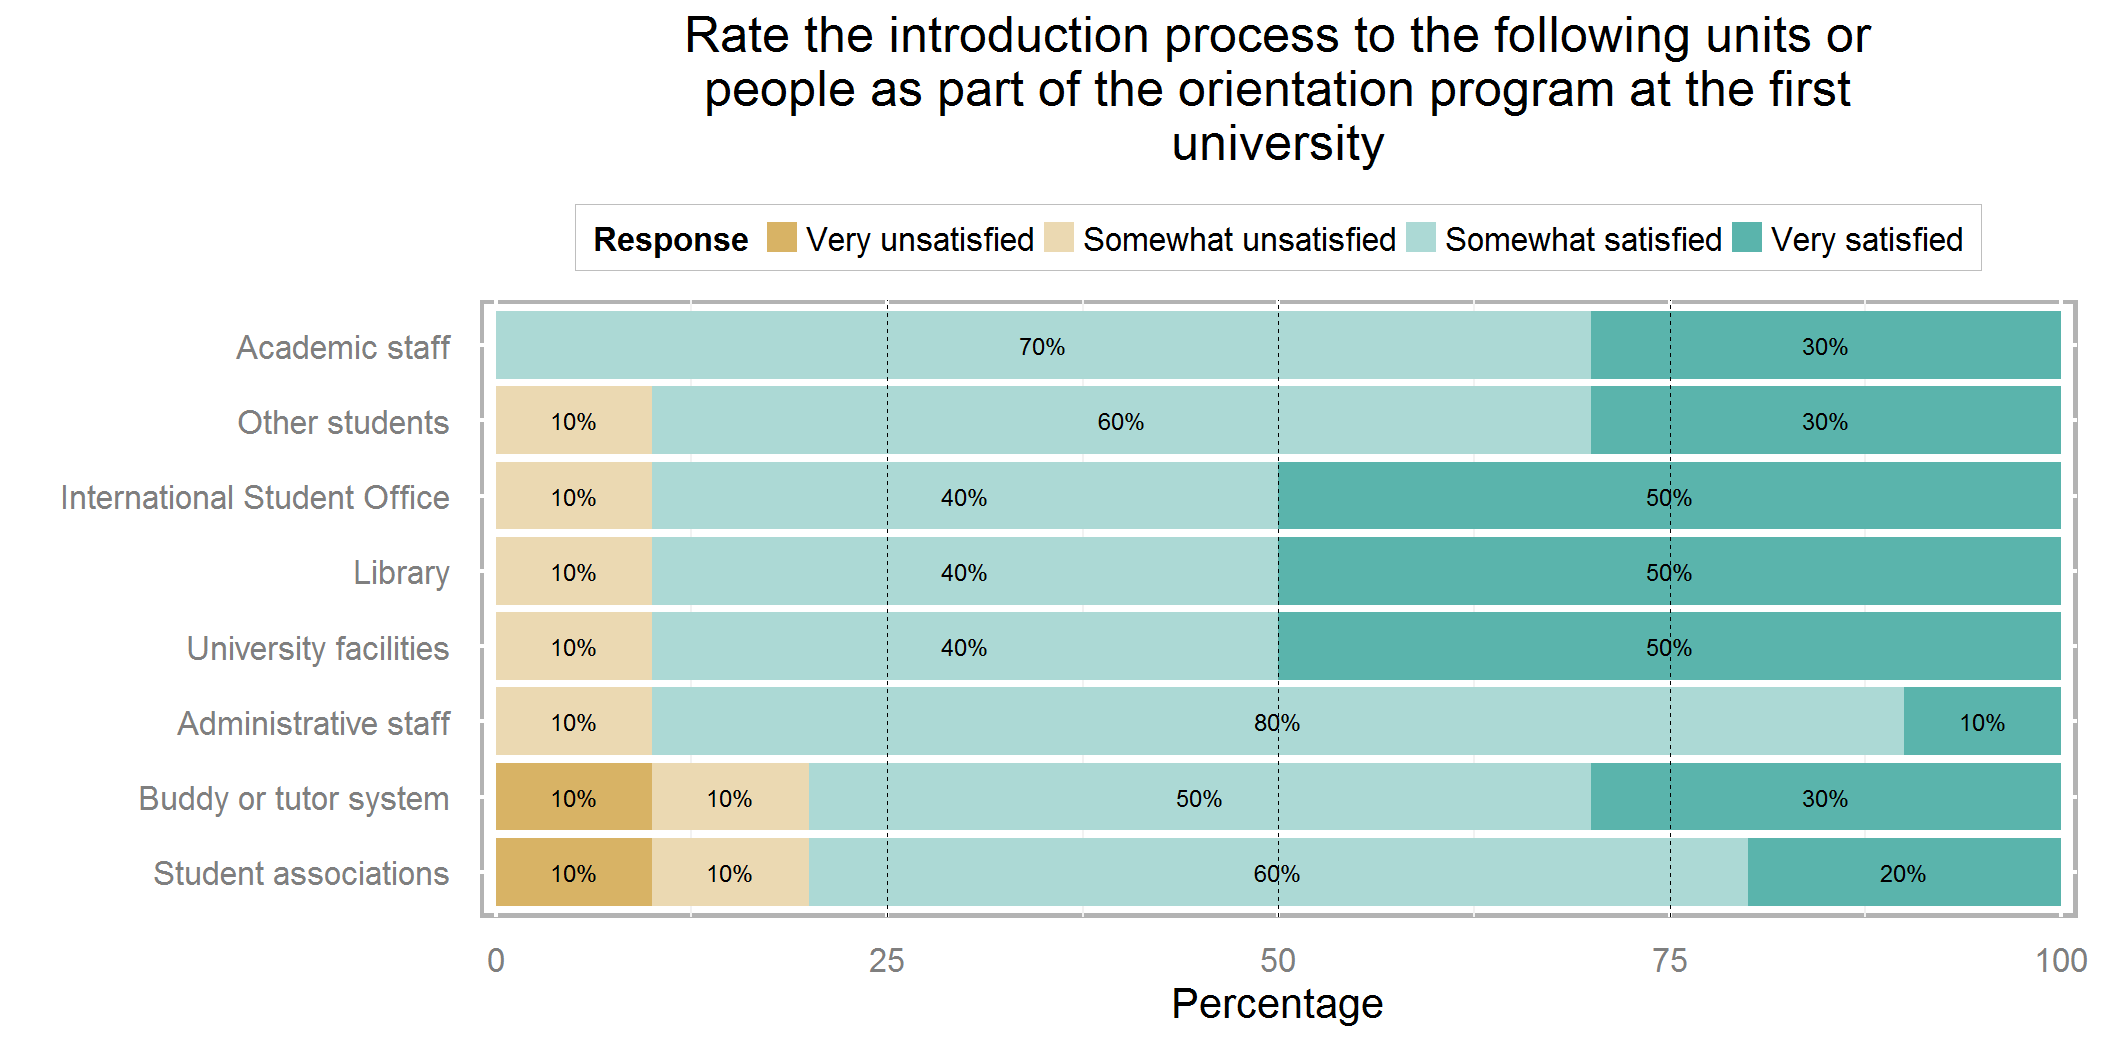 Rate the introduction process to the following units or
people as part of the orientation program at the first
university
Response Very unsatisfied Somewhat unsatisfied Somewhat satisfied Very satisfied
Academic staff 70% 30%
Other students 10% 60% 30%
International Student Office 10% 40% 50%
Library 10% 40% 50%
University facilities 10% 40% 50%
Administrative staff 10% 80% 10%
Buddy or tutor system 10% 10% 50% 30%
Student associations 10% 10% 60% 20%
0 25 50 75 100
Percentage